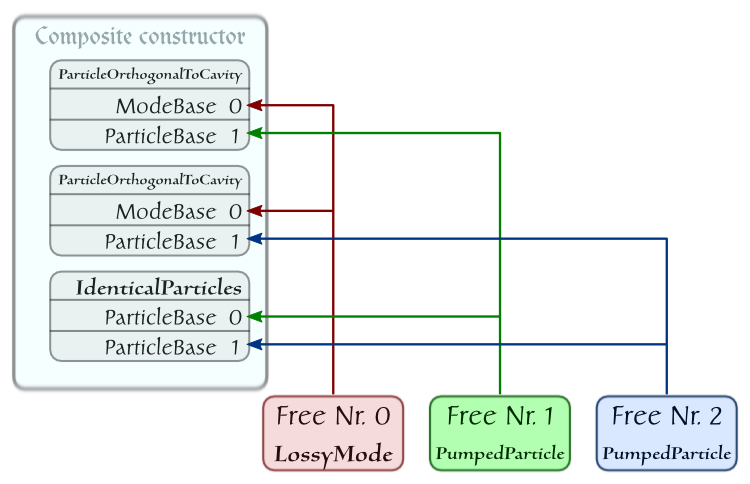 Composite constructor
ParticleOrthogonalToCavity
ModeBase 0
ParticleBase 1
ParticleOrthogonalToCavity
ModeBase 0
ParticleBase 1
IdenticalParticles
ParticleBase 0
ParticleBase 1
Free Nr. 0
LossyMode
Free Nr. 1
PumpedParticle
Free Nr. 2
PumpedParticle